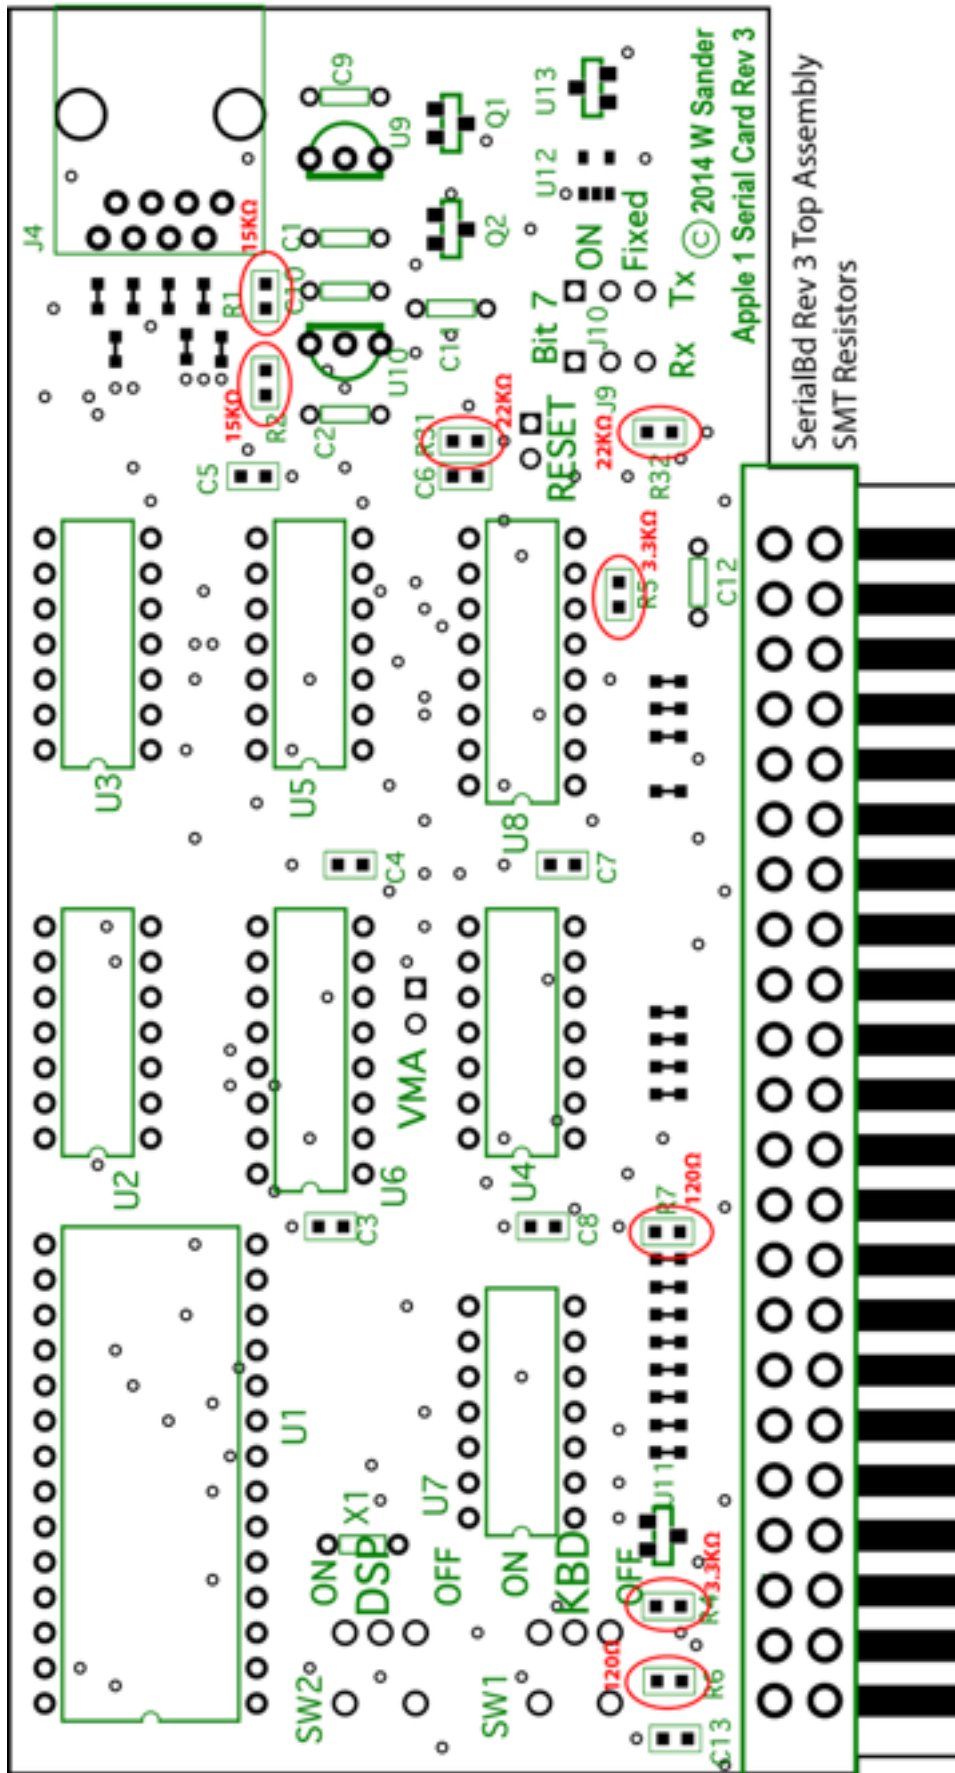 J4
C9
U9
Q1
U13
15KΩ
C1
Q2
U12
ON
Fixed
©2014 W Sander
Apple 1 Serial Card Rev 3
SerialBd Rev 3 Top Assembly
SMT Resistors
R1
C10
C11
Bit 7
J10
Tx
Rx
15KΩ
R2
U10
C2
22KΩ
R31
J9
22KΩ
C5
C6
RESET
R32
3.3KΩ
R5
C12
U3
U5
U8
C4
C7
VMA
U2
U6
U4
120Ω
R7
C3
C8
U1
X1
U7
U11
ON
DSP
OFF
ON
KBD
OFF
3.3KΩ
R4
SW2
SW1
120Ω
R6
C13